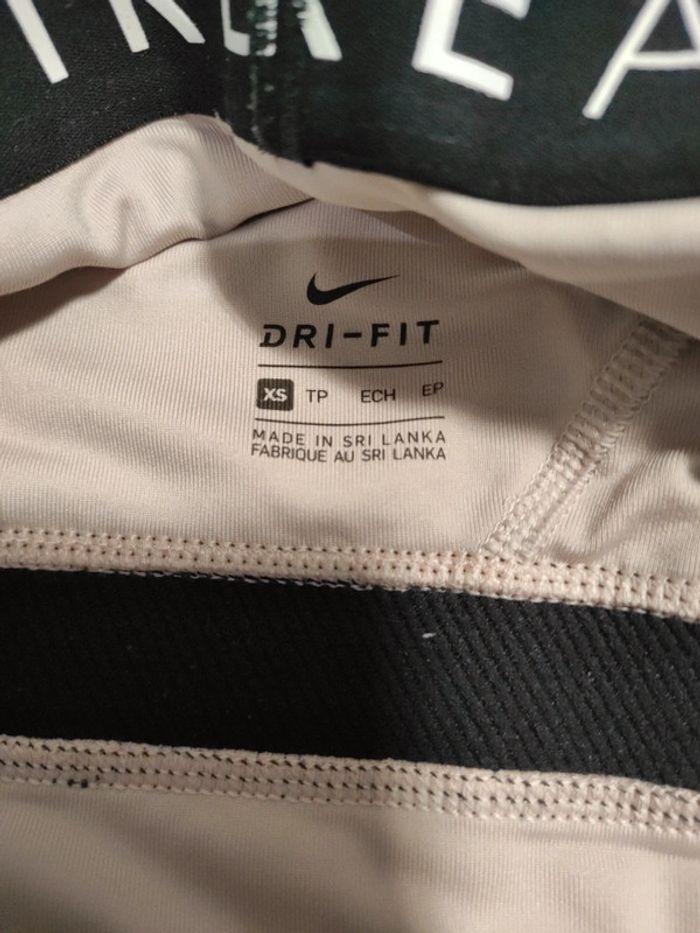 DRI-FIT
XS TP ECH EP
MADE IN SRI LANKA
FABRIQUE AU SRI LANKA